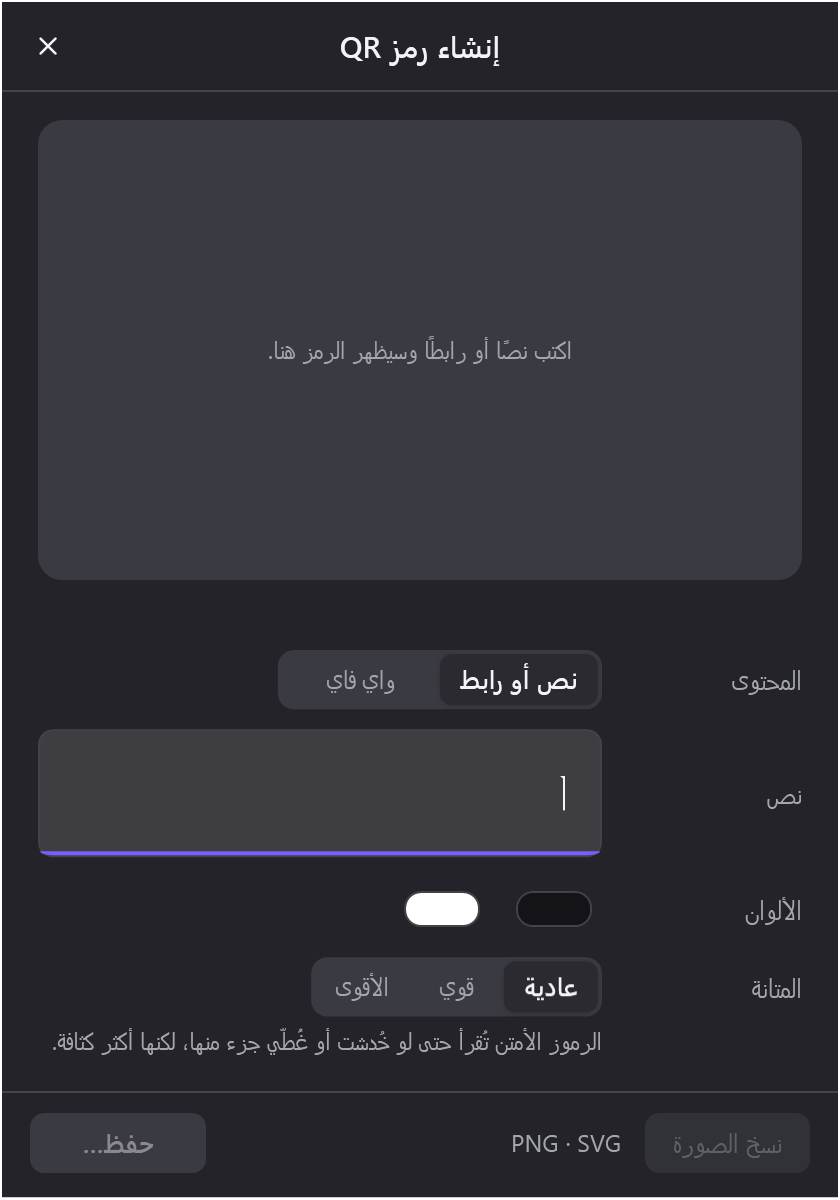 إنشاء رمز QR
اكتب نصًا أو رابطًا وسيظهر الرمز هنا.
المحتوى
نص أو رابط
واي فاي
نص
الألوان
المتانة
عادية
قوي
الأقوى
الرموز الأمتن تُقرأ حتى لو خُدشت أو غُطّي جزء منها، لكنها أكثر كثافة.
نسخ الصورة
PNG · SVG
حفظ...